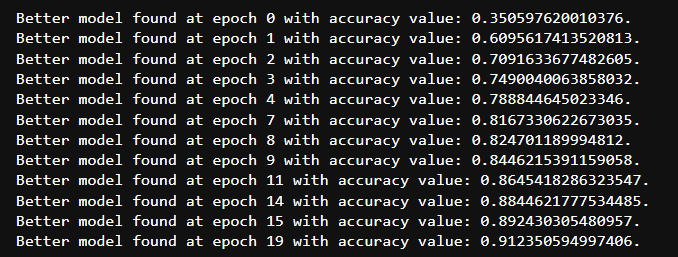 Better model found at epoch 0 with accuracy value: 0.350597620010376.
Better model found at epoch 1 with accuracy value: 0.6095617413520813.
Better model found at epoch 2 with accuracy value: 0.7091633677482605.
Better model found at epoch 3 with accuracy value: 0.7490040063858032.
Better model found at epoch 4 with accuracy value: 0.788844645023346.
Better model found at epoch 7 with accuracy value: 0.8167330622673035.
Better model found at epoch 8 with accuracy value: 0.824701189994812.
Better model found at epoch 9 with accuracy value: 0.8446215391159058.
Better model found at epoch 11 with accuracy value: 0.8645418286323547.
Better model found at epoch 14 with accuracy value: 0.8844621777534485.
Better model found at epoch 15 with accuracy value: 0.892430305480957.
Better model found at epoch 19 with accuracy value: 0.912350594997406.